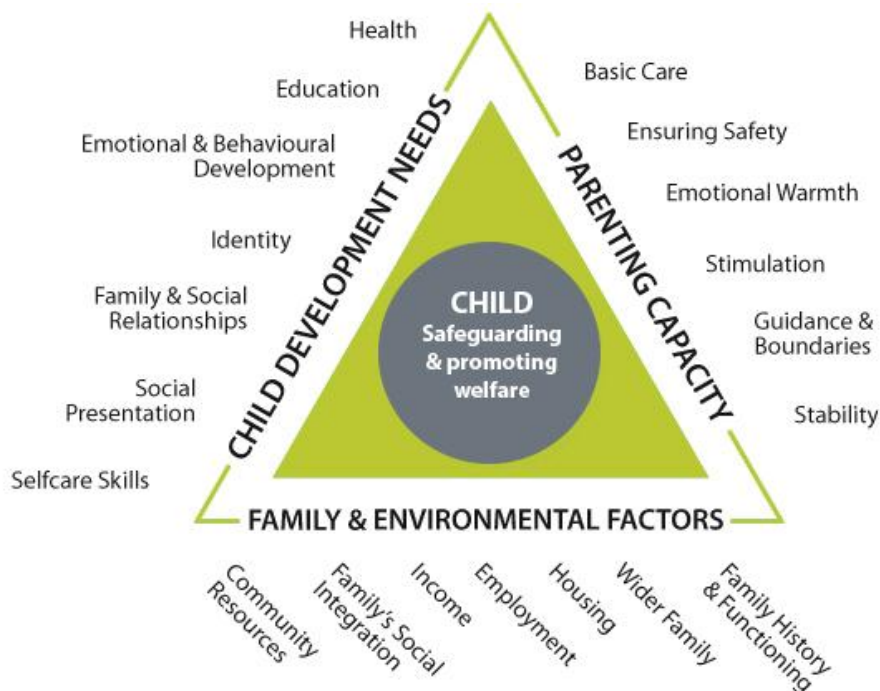 Health
Education
Emotional & Behavioural
Development
Identity
Family & Social
Relationships
Social
Presentation
Selfcare Skills
CHILD DEVELOPMENT NEEDS
Basic Care
Ensuring Safety
Emotional Warmth
Stimulation
Guidance &
Boundaries
Stability
PARENTING CAPACITY
CHILD
Safeguarding
& promoting
welfare
FAMILY & ENVIRONMENTAL FACTORS
Community
Resources
Family's Social
Integration
Income
Employment
Housing
Wider Family
Family History
& Functioning